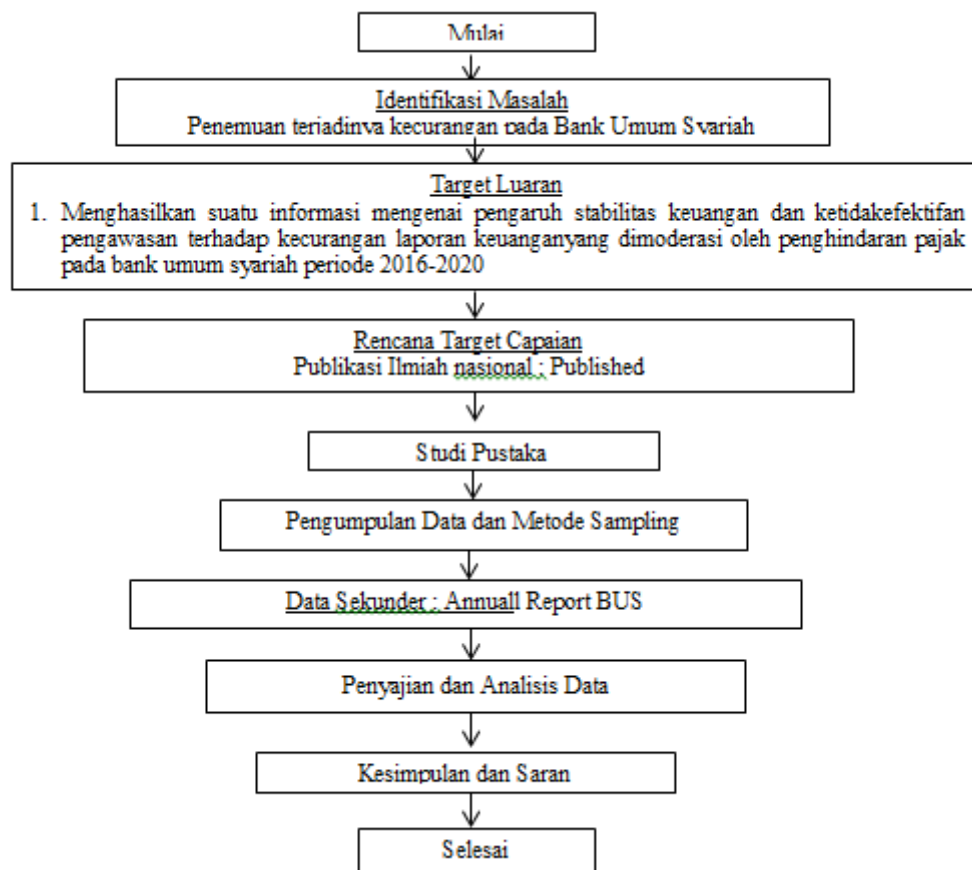 Mulai
Identifikasi Masalah
Penemuan terjadinya kecurangan pada Bank Umum Syariah
Target Luaran
1. Menghasilkan suatu informasi mengenai pengaruh stabilitas keuangan dan ketidakefektifan
pengawasan terhadap kecurangan laporan keuanganyang dimoderasi oleh penghindaran pajak
pada bank umum syariah periode 2016-2020
Rencana Target Capaian
Publikasi Ilmiah nasional : Published
Studi Pustaka
Pengumpulan Data dan Metode Sampling
Data Sekunder : Annuall Report BUS
Penyajian dan Analisis Data
Kesimpulan dan Saran
Selesai